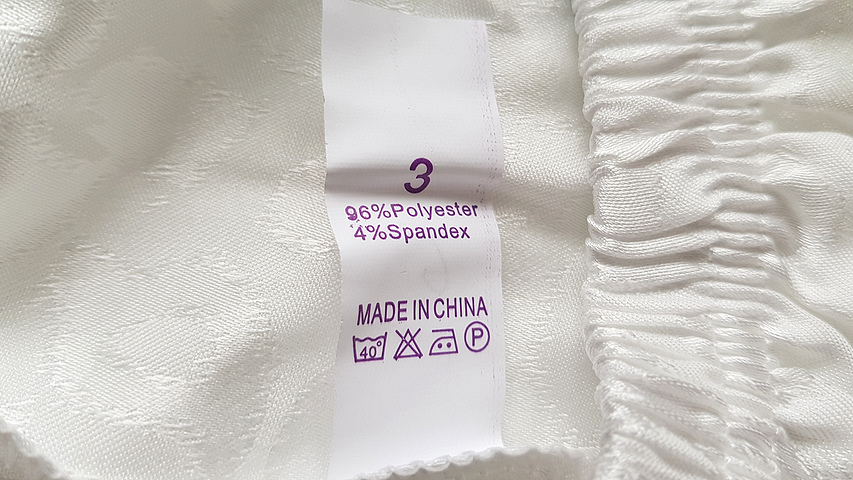 3
96%Polyester
4%Spandex
MADE IN CHINA
40° P